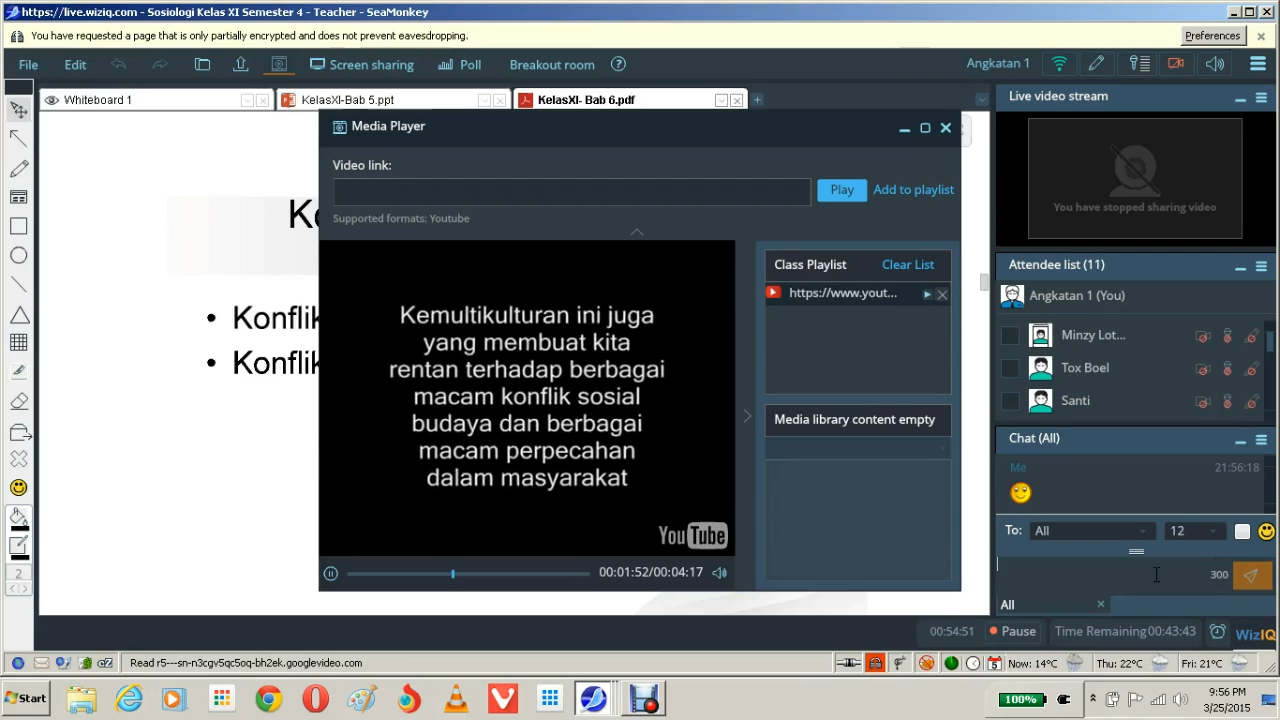 https://live.wiziq.com - Sosiologi Kelas XI Semester 4 - Teacher - SeaMonkey
You have requested a page that is only partially encrypted and does not prevent eavesdropping.
Preferences
File Edit Screen sharing Poll Breakout room
Angkatan 1
Whiteboard 1
KelasXI-Bab 5.ppt
KelasXI- Bab 6.pdf
Live video stream
You have stopped sharing video
Media Player
Video link:
Play
Add to playlist
Supported formats: Youtube
Konflik
Konflik
Kemultikulturan ini juga
yang membuat kita
rentan terhadap berbagai
macam konflik sosial
budaya dan berbagai
macam perpecahan
dalam masyarakat
YouTube
00:01:52/00:04:17
Class Playlist
Clear List
https://www.yout...
Media library content empty
Attendee list (11)
Angkatan 1 (You)
Minzy Lot...
Tox Boel
Santi
Chat (All)
Me 21:56:18
To: All 12
300
All
2
00:54:51 Pause Time Remaining 00:43:43
WizIQ
Read r5---sn-n3cgv5qc5oq-bh2ek.googlevideo.com
Now: 14°C Thu: 22°C Fri: 21°C
Start
100%
9:56 PM
3/25/2015